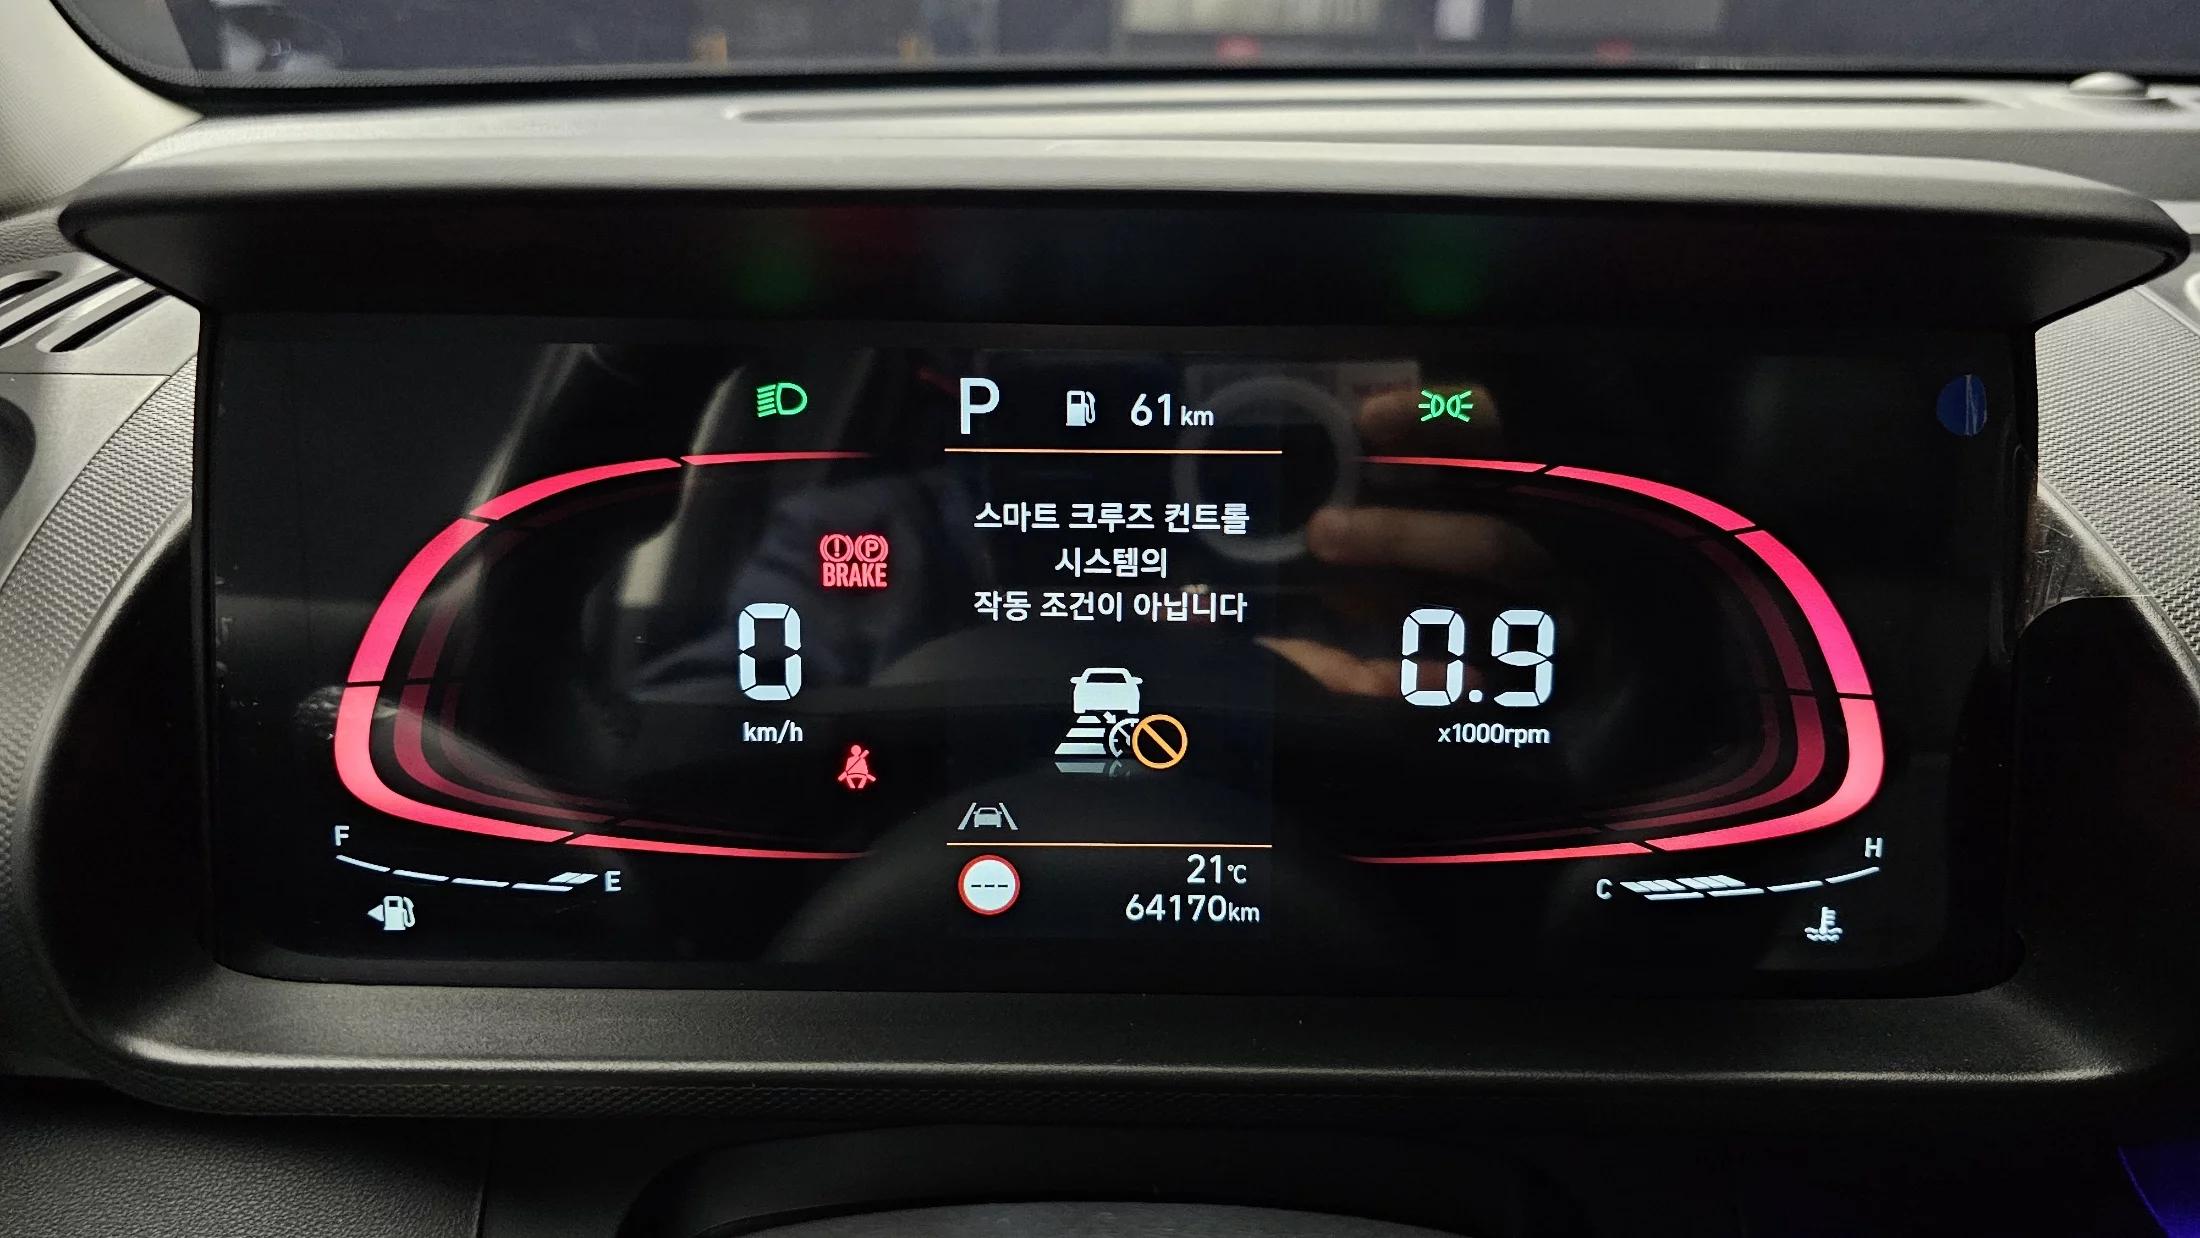 P 61km
스마트 크루즈 컨트롤
시스템의
작동 조건이 아닙니다
BRAKE
0
km/h
0.9
x1000rpm
F
E
C
H
---
21℃
64170km